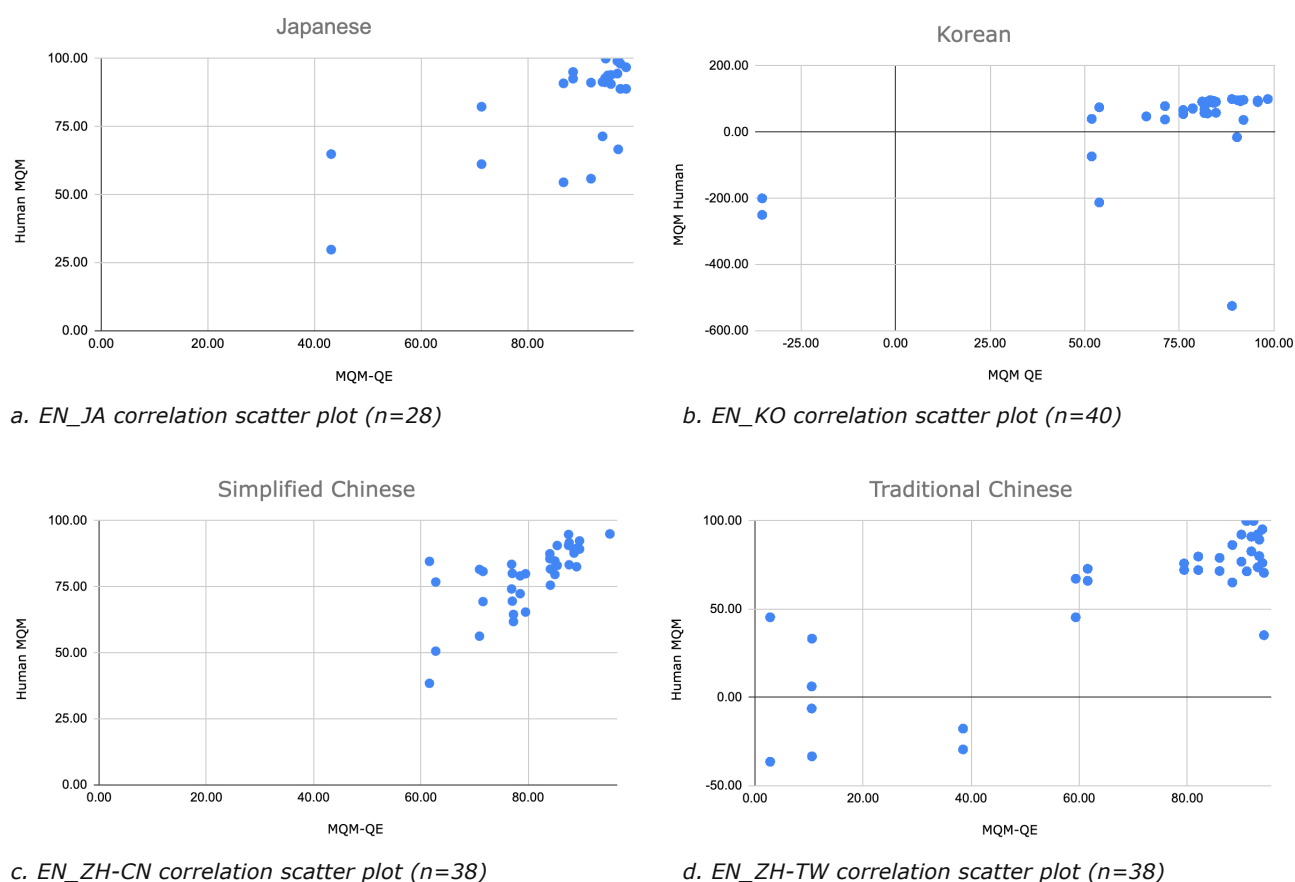 Japanese
100.00
75.00
50.00
25.00
0.00
Human MQM
0.00 20.00 40.00 60.00 80.00
MQM-QE
a. EN_JA correlation scatter plot (n=28)
Korean
200.00
0.00
-200.00
-400.00
-600.00
MQM Human
-25.00 0.00 25.00 50.00 75.00 100.00
MQM QE
b. EN_KO correlation scatter plot (n=40)
Simplified Chinese
100.00
75.00
50.00
25.00
0.00
Human MQM
0.00 20.00 40.00 60.00 80.00
MQM-QE
c. EN_ZH-CN correlation scatter plot (n=38)
Traditional Chinese
100.00
50.00
0.00
-50.00
Human MQM
0.00 20.00 40.00 60.00 80.00
MQM-QE
d. EN_ZH-TW correlation scatter plot (n=38)